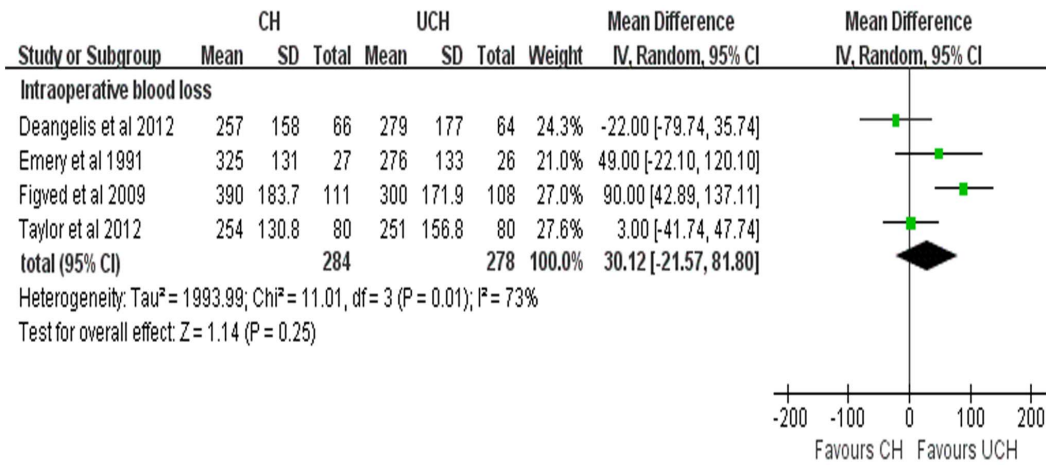 CH UCH Mean Difference Mean Difference
Study or Subgroup Mean SD Total Mean SD Total Weight IV, Random, 95% CI IV, Random, 95% CI
Intraoperative blood loss
Deangelis et al 2012 257 158 66 279 177 64 24.3% -22.00 [-79.74, 35.74]
Emery et al 1991 325 131 27 276 133 26 21.0% 49.00 [-22.10, 120.10]
Figved et al 2009 390 183.7 111 300 171.9 108 27.0% 90.00 [42.89, 137.11]
Taylor et al 2012 254 130.8 80 251 156.8 80 27.6% 3.00 [-41.74, 47.74]
total (95% CI) 284 278 100.0% 30.12 [-21.57, 81.80]
Heterogeneity: Tau² = 1993.99; Chi² = 11.01, df = 3 (P = 0.01); I² = 73%
Test for overall effect: Z = 1.14 (P = 0.25)
-200 -100 0 100 200
Favours CH Favours UCH